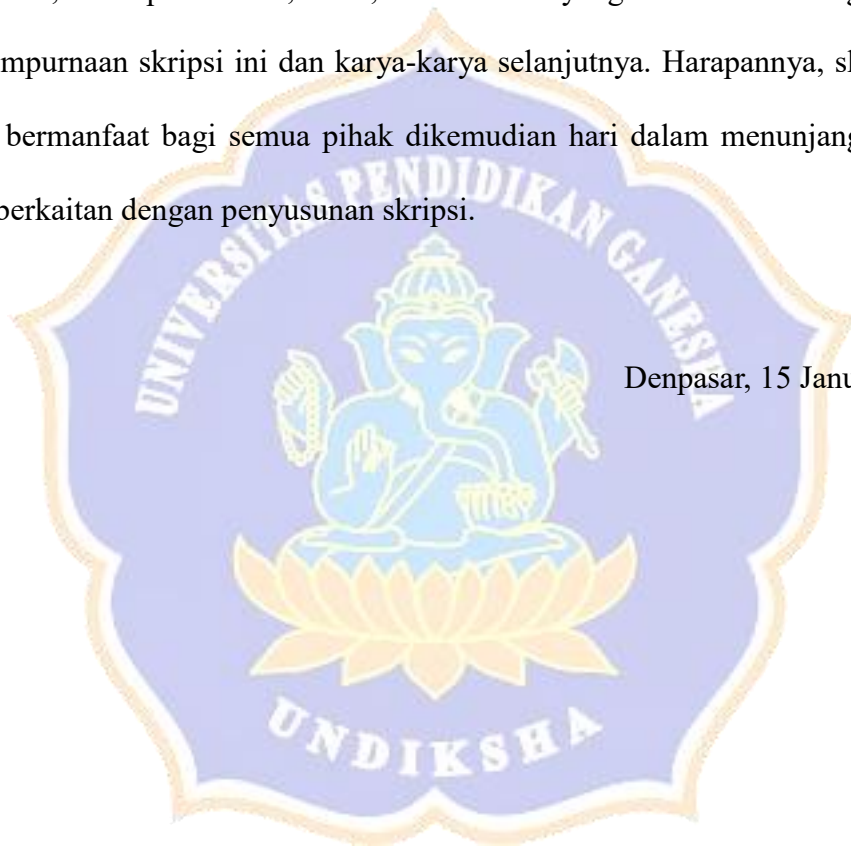 mpurnaan skripsi ini dan karya-karya selanjutnya. Harapannya, sl
bermanfaat bagi semua pihak dikemudian hari dalam menunjang
berkaitan dengan penyusunan skripsi.
UNIVERSITAS PENDIDIKAN GANESHA
Denpasar, 15 Janu
UNDIKSHA